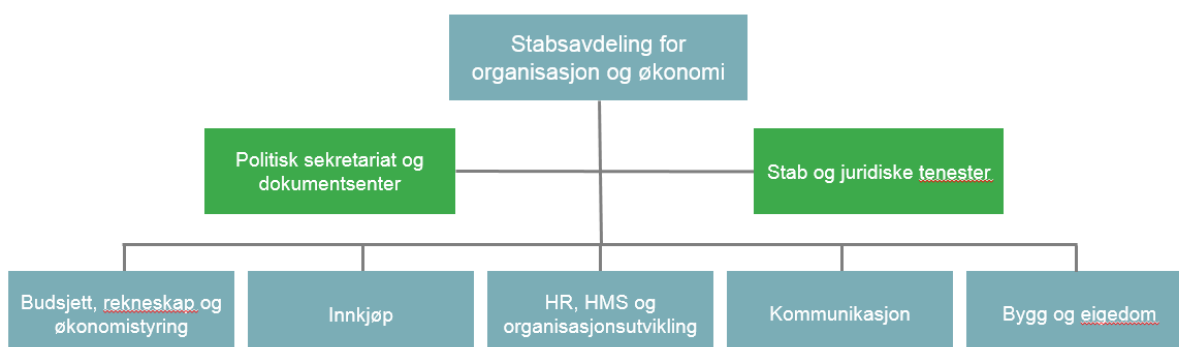 Stabsavdeling for
organisasjon og økonomi
Politisk sekretariat og
dokumentsenter
Stab og juridiske tenester
Budsjett, rekneskap og
økonomistyring
Innkjøp
HR, HMS og
organisasjonsutvikling
Kommunikasjon
Bygg og eigedom